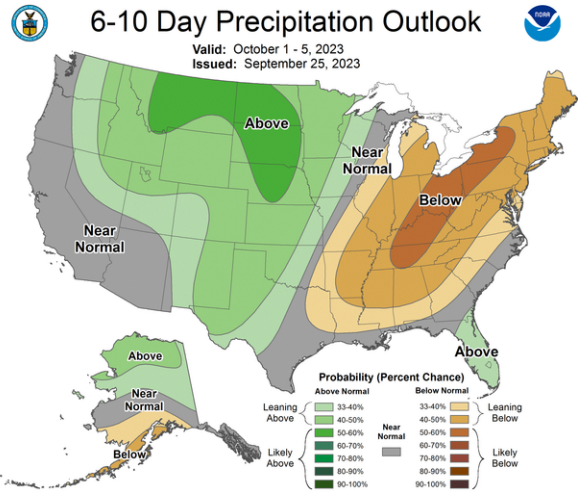 6-10 Day Precipitation Outlook
NOAA
Valid: October 1 - 5, 2023
Issued: September 25, 2023
Above
Near
Normal
Below
Near
Normal
Above
Above
Near
Normal
Below
Probability (Percent Chance)
Above Normal
Below Normal
Leaning
Above
33-40%
40-50%
Likely
Above
50-60%
60-70%
70-80%
80-90%
90-100%
Near
Normal
33-40%
40-50%
Leaning
Below
50-60%
60-70%
70-80%
80-90%
90-100%
Likely
Below